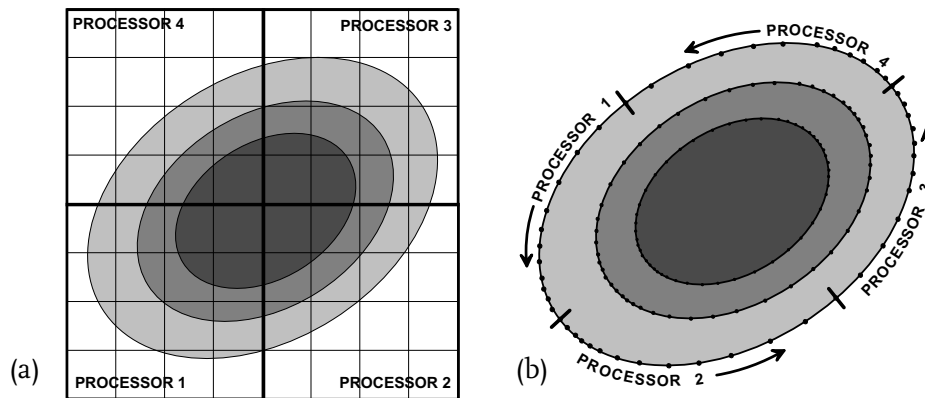 PROCESSOR 4
PROCESSOR 3
PROCESSOR 1
PROCESSOR 2
(a)
PROCESSOR 4
PROCESSOR 1
PROCESSOR
PROCESSOR 2
(b)